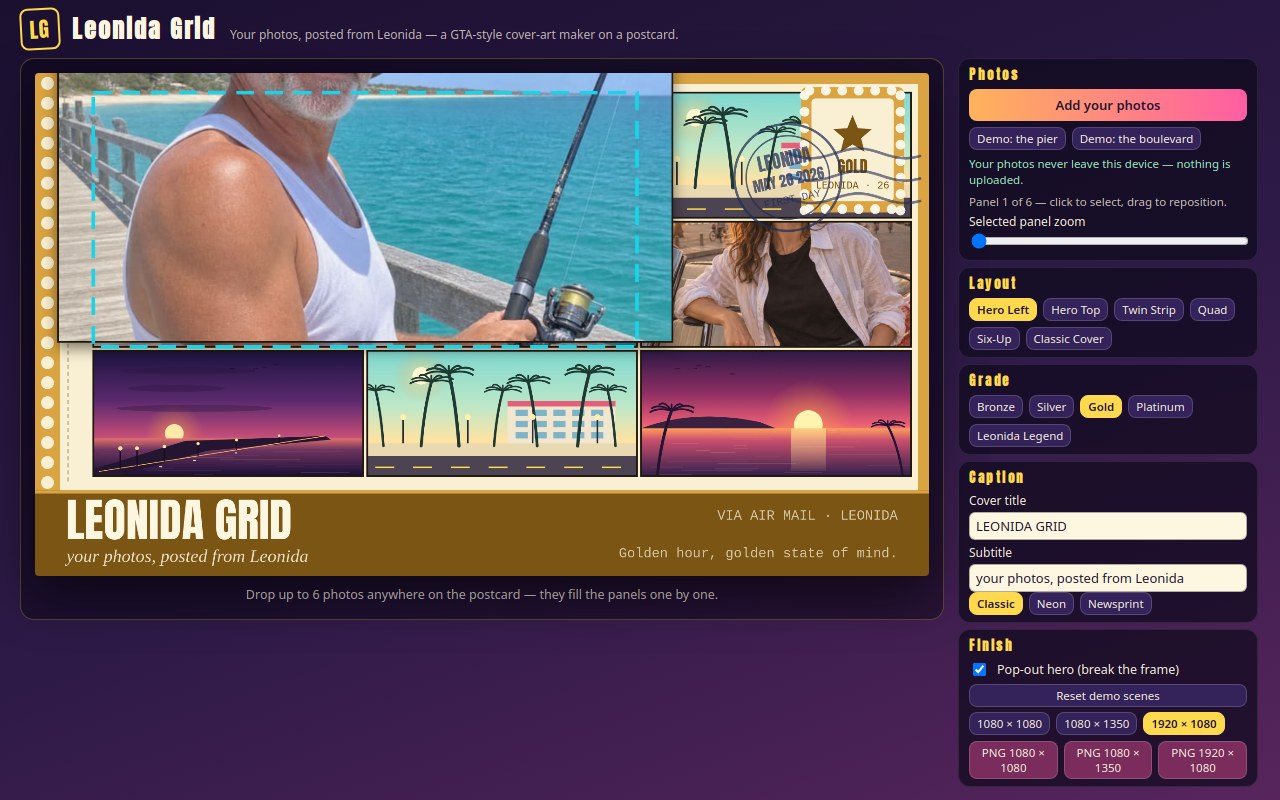 LG
Leonida Grid
Your photos, posted from Leonida — a GTA-style cover-art maker on a postcard.
LEONIDA
MAY 28 2026
FIRST DAY
GOLD
LEONIDA · 26
LEONIDA GRID
your photos, posted from Leonida
VIA AIR MAIL · LEONIDA
Golden hour, golden state of mind.
Drop up to 6 photos anywhere on the postcard — they fill the panels one by one.
Photos
Add your photos
Demo: the pier
Demo: the boulevard
Your photos never leave this device — nothing is
uploaded.
Panel 1 of 6 — click to select, drag to reposition.
Selected panel zoom
Layout
Hero Left
Hero Top
Twin Strip
Quad
Six-Up
Classic Cover
Grade
Bronze
Silver
Gold
Platinum
Leonida Legend
Caption
Cover title
LEONIDA GRID
Subtitle
your photos, posted from Leonida
Classic
Neon
Newsprint
Finish
Pop-out hero (break the frame)
Reset demo scenes
1080 × 1080
1080 × 1350
1920 × 1080
PNG 1080 ×
1080
PNG 1080 ×
1350
PNG 1920 ×
1080